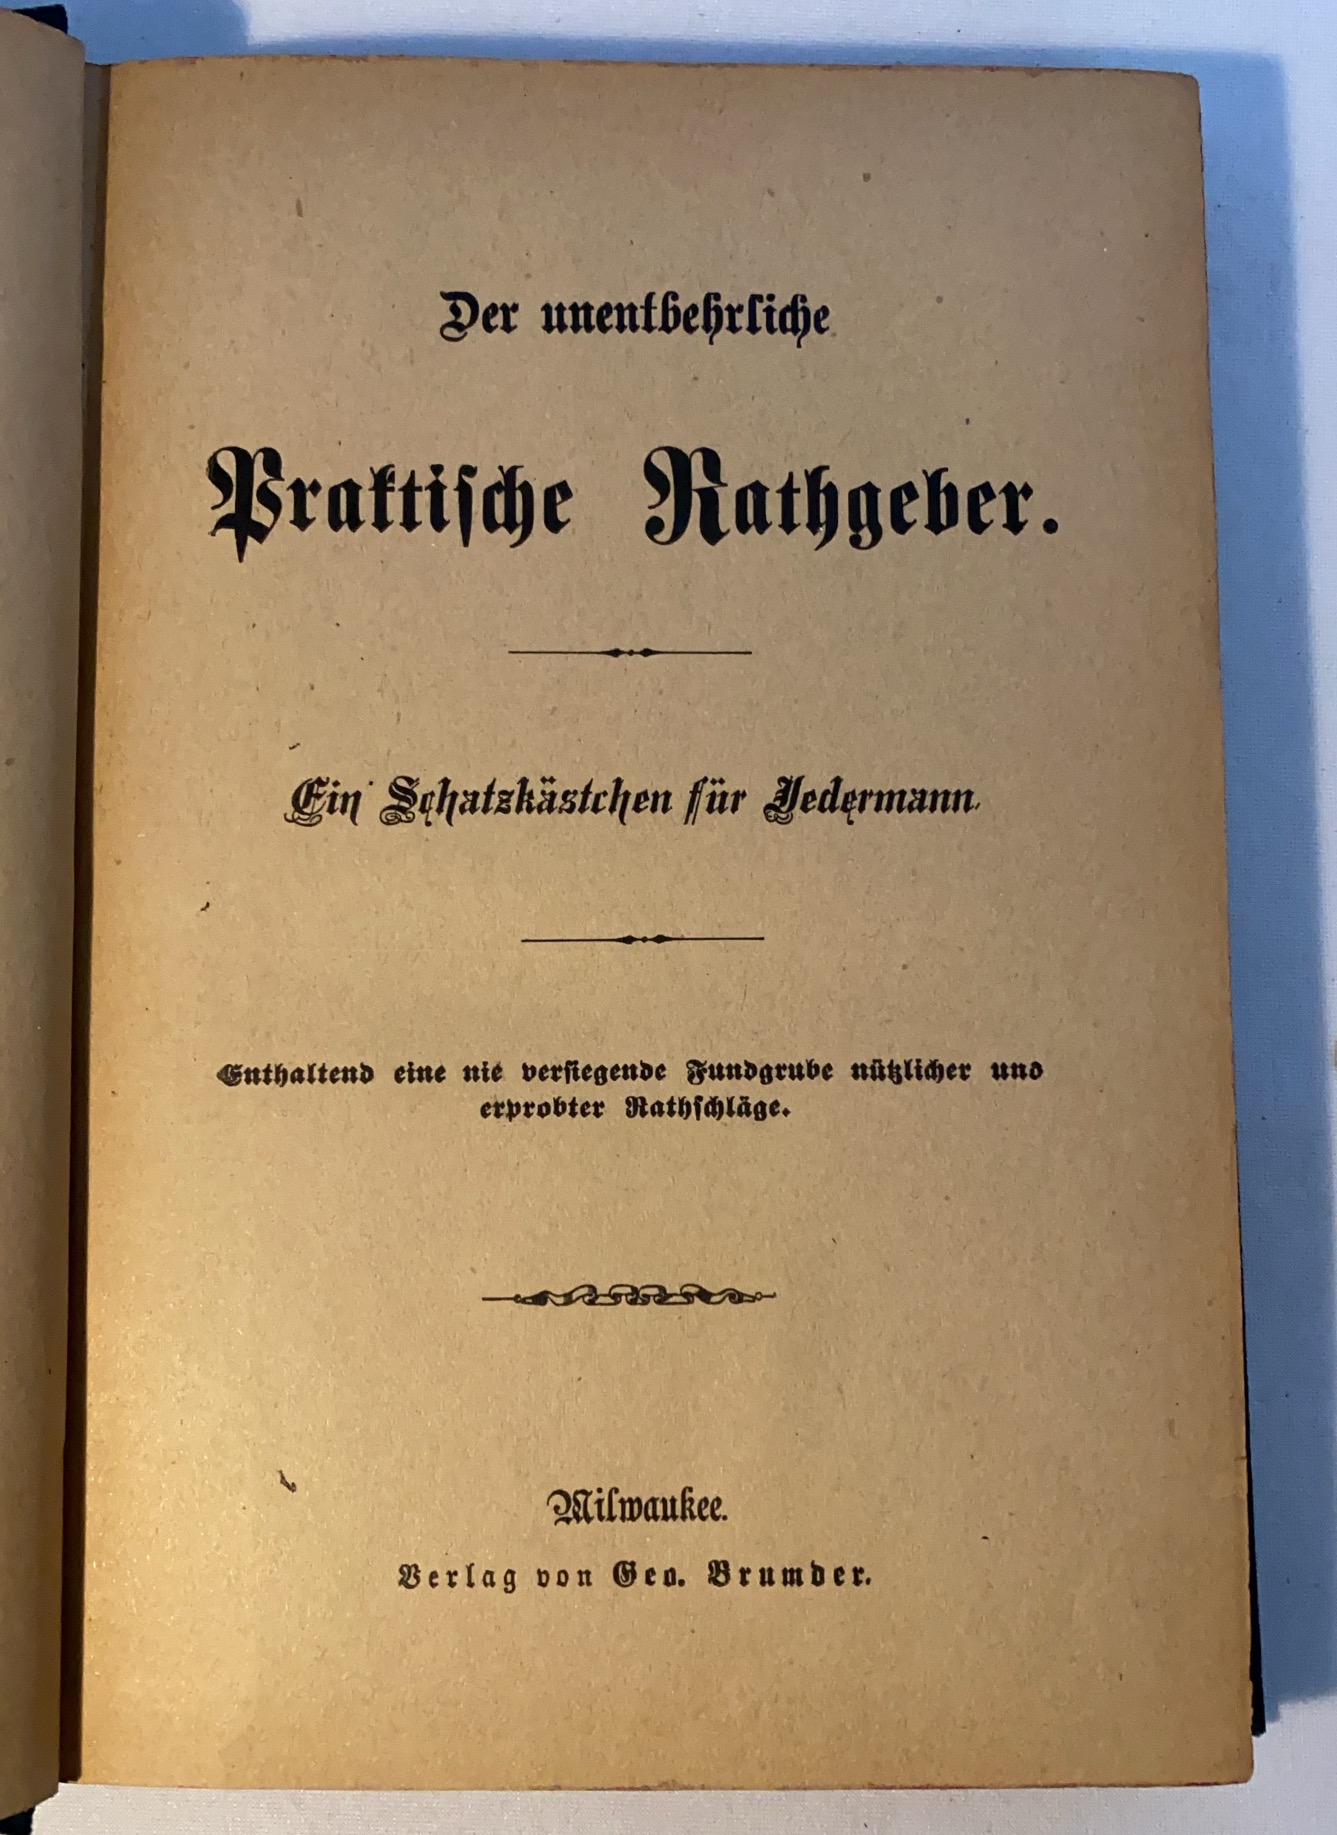 Der unentbehrliche
Praktische Rathgeber.
Ein Schatzkästchen für Jedermann.
Enthaltend eine nie versiegende Fundgrube nützlicher und
erprobter Rathschläge.
Milwaukee.
Verlag von Geo. Brumder.